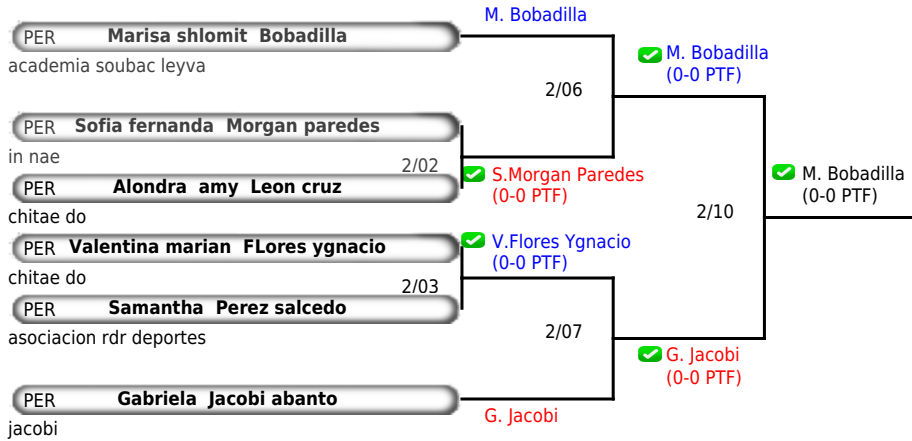 M. Bobadilla
PER Marisa shlomit Bobadilla
academia soubac leyva
2/06
M. Bobadilla
(0-0 PTF)
PER Sofia fernanda Morgan paredes
in nae
2/02
S.Morgan Paredes
(0-0 PTF)
PER Alondra amy Leon cruz
chitae do
M. Bobadilla
(0-0 PTF)
2/10
PER Valentina marian FLores ygnacio
chitae do
V.Flores Ygnacio
(0-0 PTF)
2/03
PER Samantha Perez salcedo
asociacion rdr deportes
2/07
G. Jacobi
(0-0 PTF)
PER Gabriela Jacobi abanto
jacobi
G. Jacobi